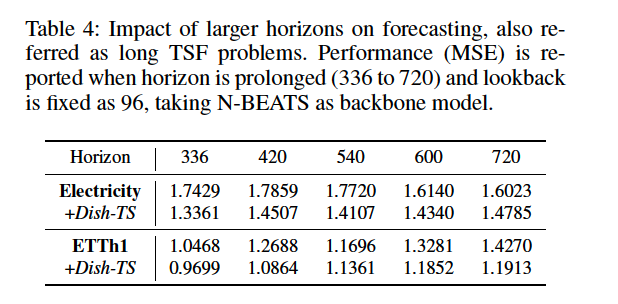 Table 4: Impact of larger horizons on forecasting, also re-
ferred as long TSF problems. Performance (MSE) is re-
ported when horizon is prolonged (336 to 720) and lookback
is fixed as 96, taking N-BEATS as backbone model.
Horizon 336 420 540 600 720
Electricity 1.7429 1.7859 1.7720 1.6140 1.6023
+Dish-TS 1.3361 1.4507 1.4107 1.4340 1.4785
ETTh1 1.0468 1.2688 1.1696 1.3281 1.4270
+Dish-TS 0.9699 1.0864 1.1361 1.1852 1.1913